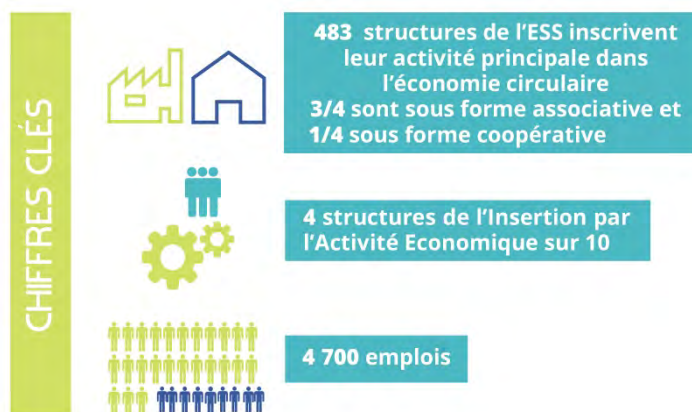 CHIFFRES CLÉS
483 structures de l’ESS inscrivent
leur activité principale dans
l’économie circulaire
3/4 sont sous forme associative et
1/4 sous forme coopérative
4 structures de l’Insertion par
l’Activité Economique sur 10
4 700 emplois